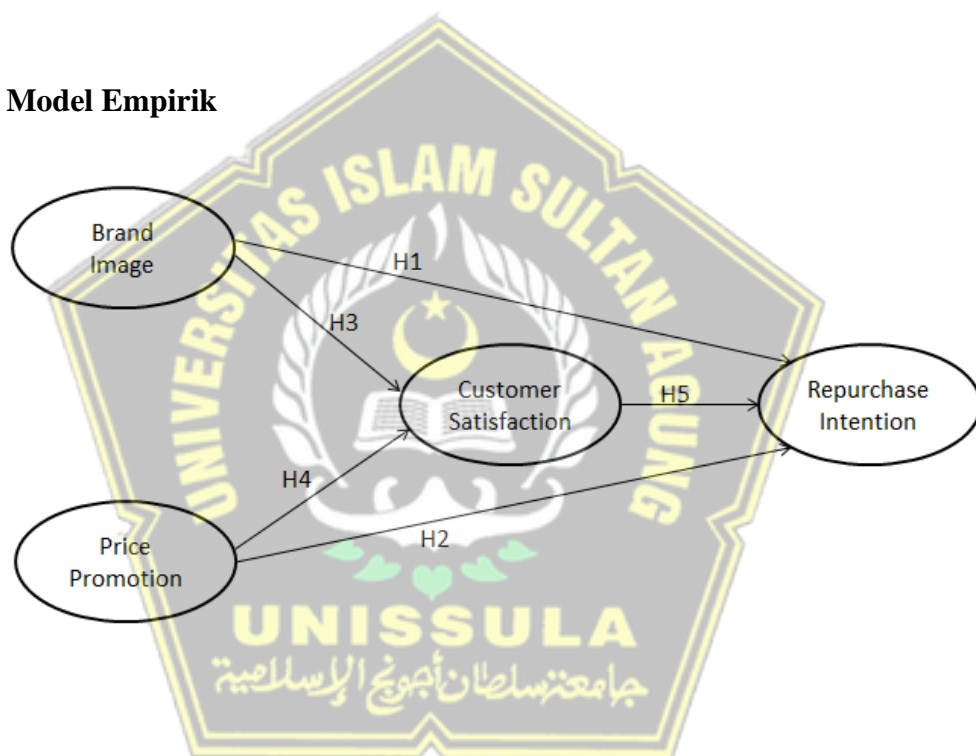 Model Empirik
UNIVERSITAS ISLAM SULTAN AGUNG
Brand
Image
H1
H3
Customer
Satisfaction
H5
Repurchase
Intention
H4
H2
Price
Promotion
UNISSULA
جامعة سلطان أجونج الإسلامية